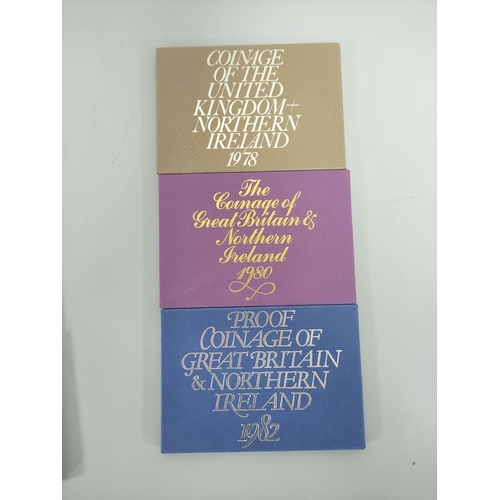 COINAGE
OF THE
UNITED
KINGDOM +
NORTHERN
IRELAND
1978
The
Coinage of
Great Britain &
Northern
Ireland
1980
PROOF
COINAGE OF
GREAT BRITAIN
& NORTHERN
IRELAND
1982